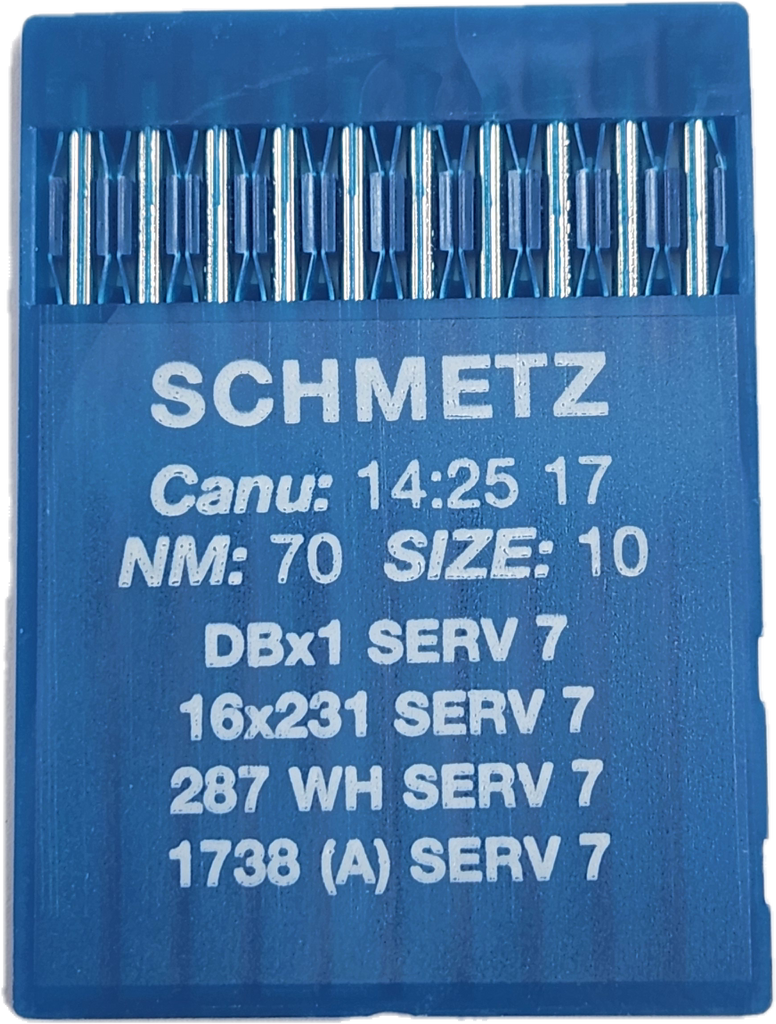 SCHMETZ
Canu: 14:25 17
NM: 70 SIZE: 10
DBx1 SERV 7
16x231 SERV 7
287 WH SERV 7
1738 (A) SERV 7